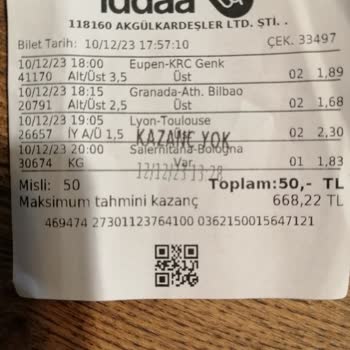 iddaa
118160 AKGÜLKARDEŞLER LTD. ŞTİ. .
Bilet Tarih: 10/12/23 17:57:10 ÇEK. 33497
10/12/23 18:00 Eupen-KRC Genk
41170 Alt/Üst 3,5 Üst 02 1,89
10/12/23 18:15 Granada-Ath. Bilbao
20791 Alt/Üst 2,5 Üst 02 1,68
10/12/23 19:05 Lyon-Toulouse
26657 İY A/Ü 1,5 Üst 02 2,30
KAZANÇ YOK
10/12/23 20:00 Salernitana-Bologna
30674 KG Var 01 1,83
12/12/23 13:28
Misli: 50 Toplam:50,- TL
Maksimum tahmini kazanç 668,22 TL
469474 27301123764100 0362150015647121